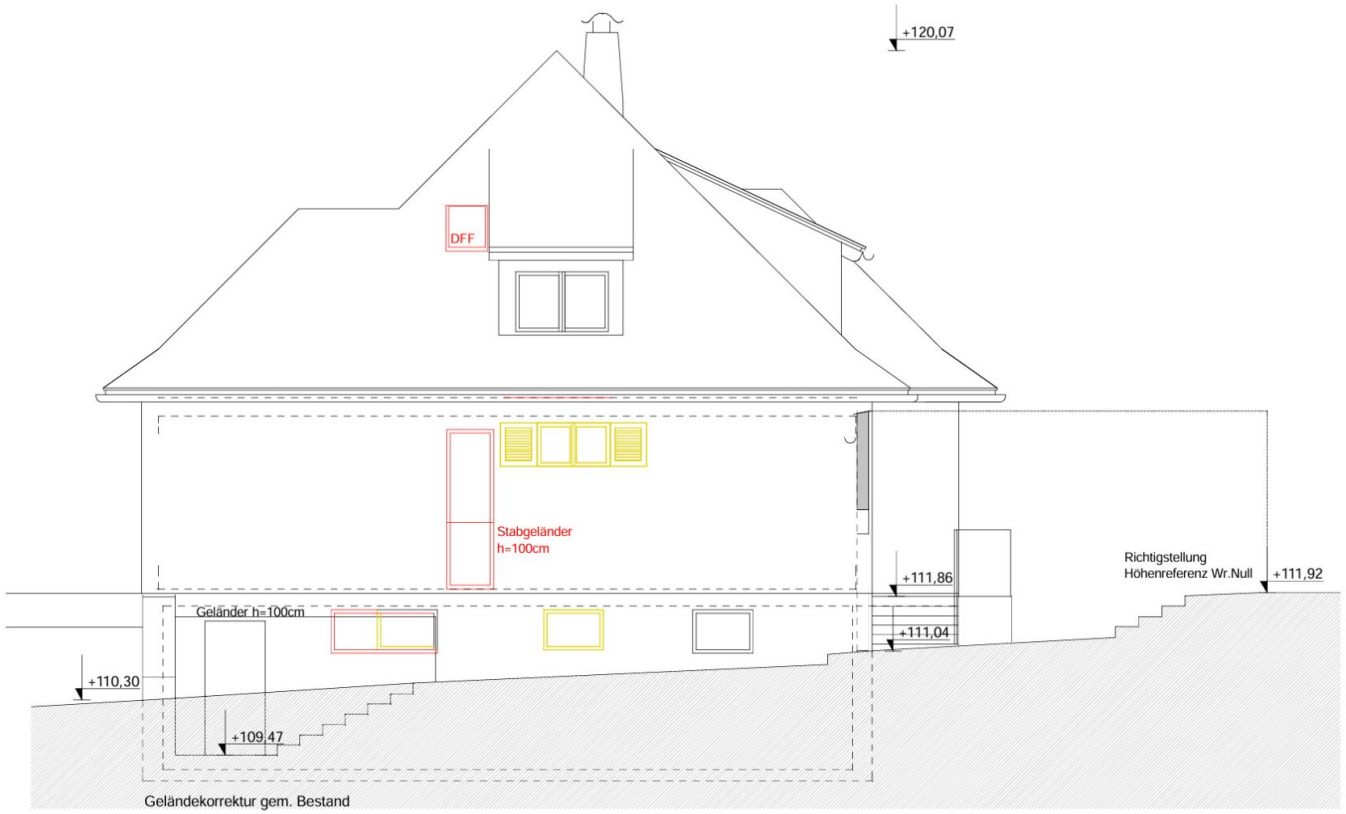 +120,07
DFF
Stabgeländer
h=100cm
Richtigstellung
Höhenreferenz Wr.Null
+111,92
+111,86
Geländer h=100cm
+111,04
+110,30
+109,47
Geländekorrektur gem. Bestand